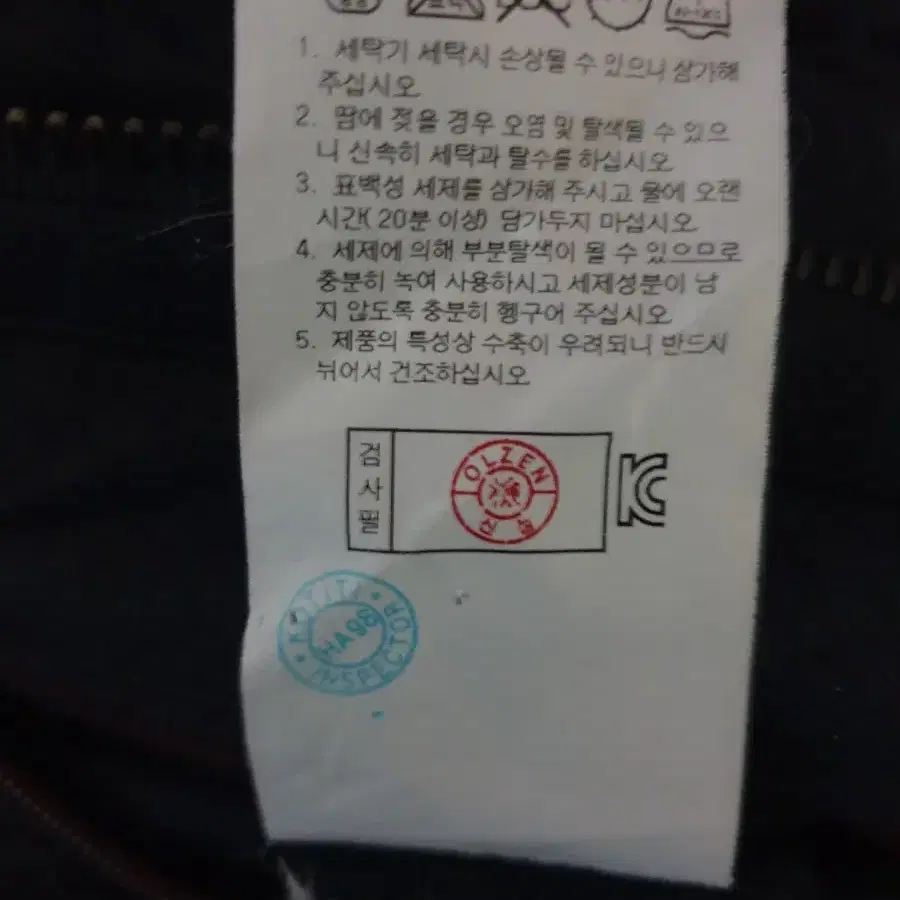 1. 세탁기 세탁시 손상될 수 있으니 삼가해
주십시오
2. 땀에 젖을 경우 오염 및 탈색될 수 있으
니 신속히 세탁과 탈수를 하십시오
3. 표백성 세제를 삼가해 주시고 물에 오랜
시간( 20분 이상) 담가두지 마십시오
4. 세제에 의해 부분탈색이 될 수 있으므로
충분히 녹여 사용하시고 세제성분이 남
지 않도록 충분히 헹구어 주십시오
5. 제품의 특성상 수축이 우려되니 반드시
뉘어서 건조하십시오
검사필
OLZEN
KC
KOTITI
HA98
INSPECTOR